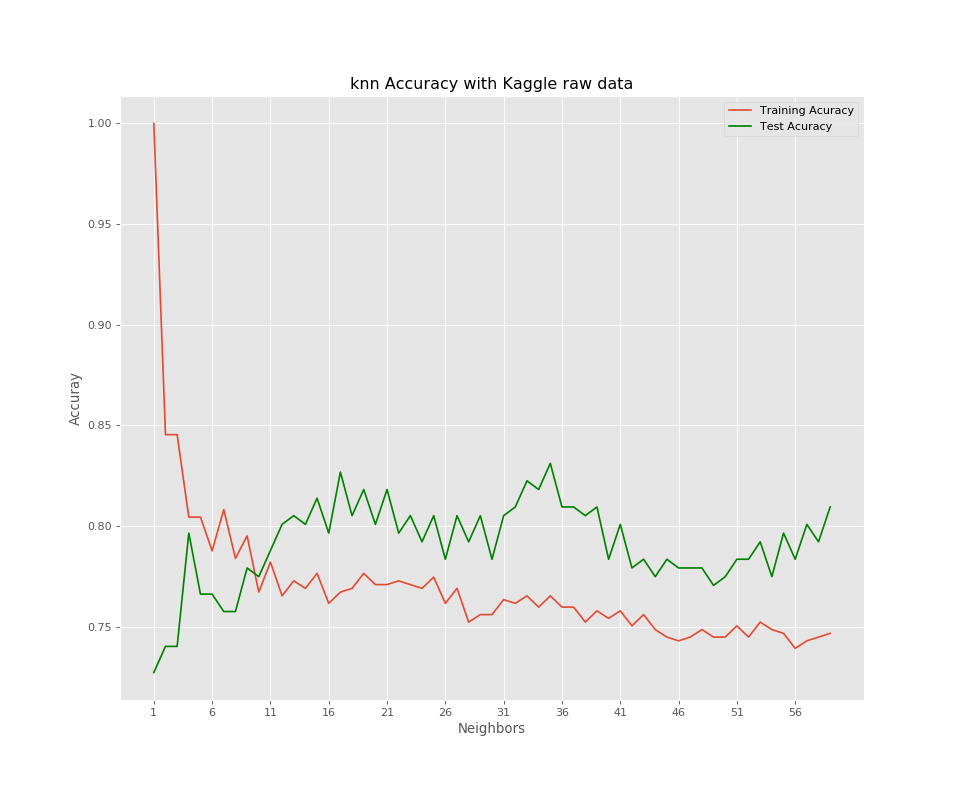 knn Accuracy with Kaggle raw data
Training Acuracy
Test Acuracy
1.00
0.95
0.90
0.85
0.80
0.75
Accuray
1 6 11 16 21 26 31 36 41 46 51 56
Neighbors